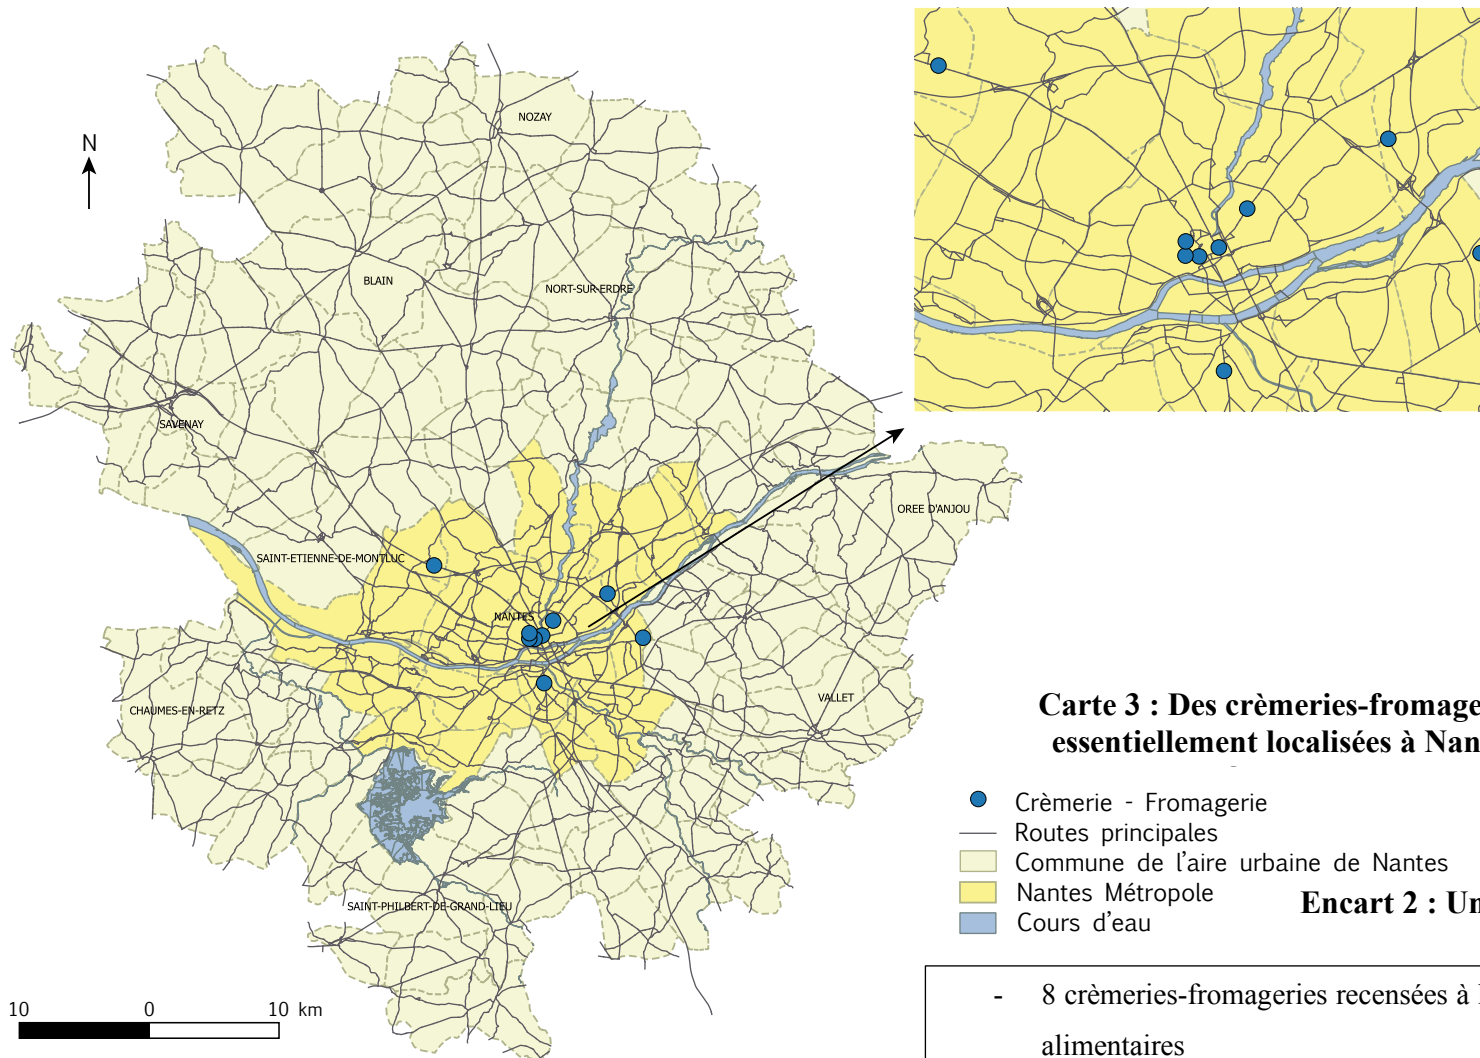 N
NOZAY
BLAIN
NORT-SUR-ERDRE
SAVENAY
OREE D'ANJOU
SAINT-ETIENNE-DE-MONTLUC
NANTES
CHAUMES-EN-RETZ
VALLET
SAINT-PHILBERT-DE-GRAND-LIEU
10 0 10 km
Carte 3 : Des crèmeries-fromage
essentiellement localisées à Nan
Crèmerie - Fromagerie
Routes principales
Commune de l'aire urbaine de Nantes
Nantes Métropole
Cours d'eau
Encart 2 : Un
- 8 crèmeries-fromageries recensées à
alimentaires